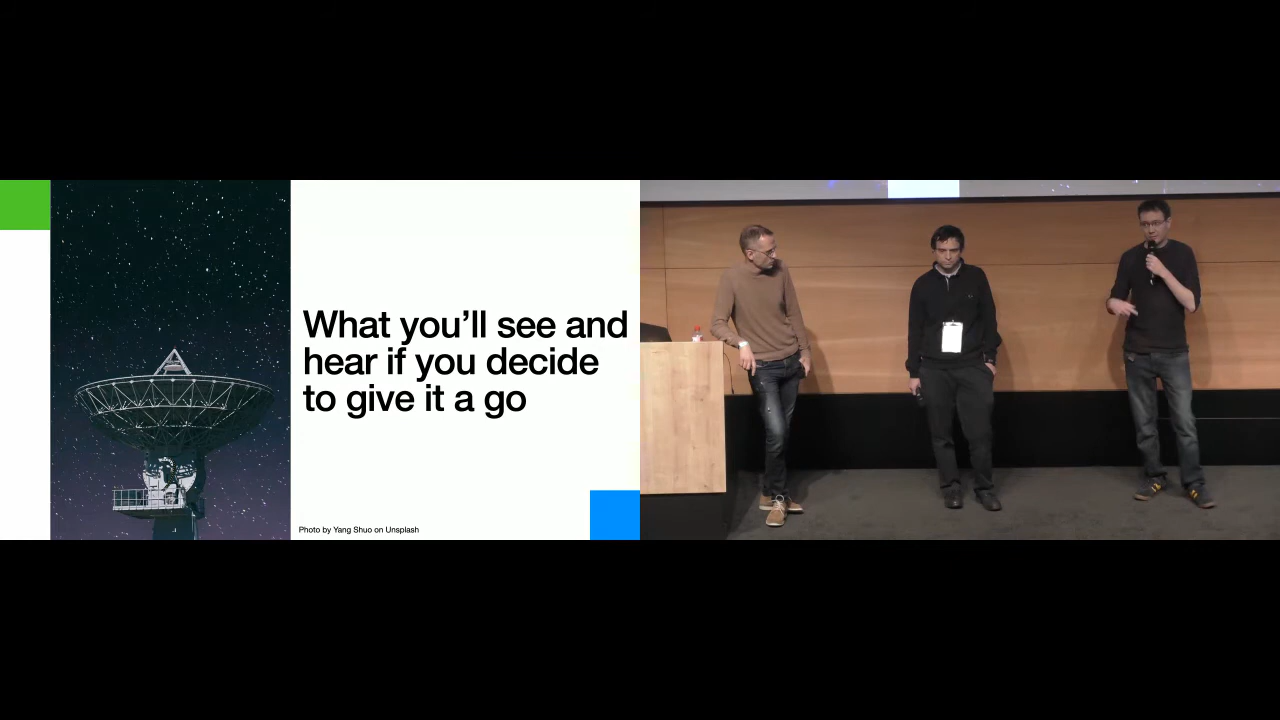 What you’ll see and
hear if you decide
to give it a go
Photo by Yang Shuo on Unsplash